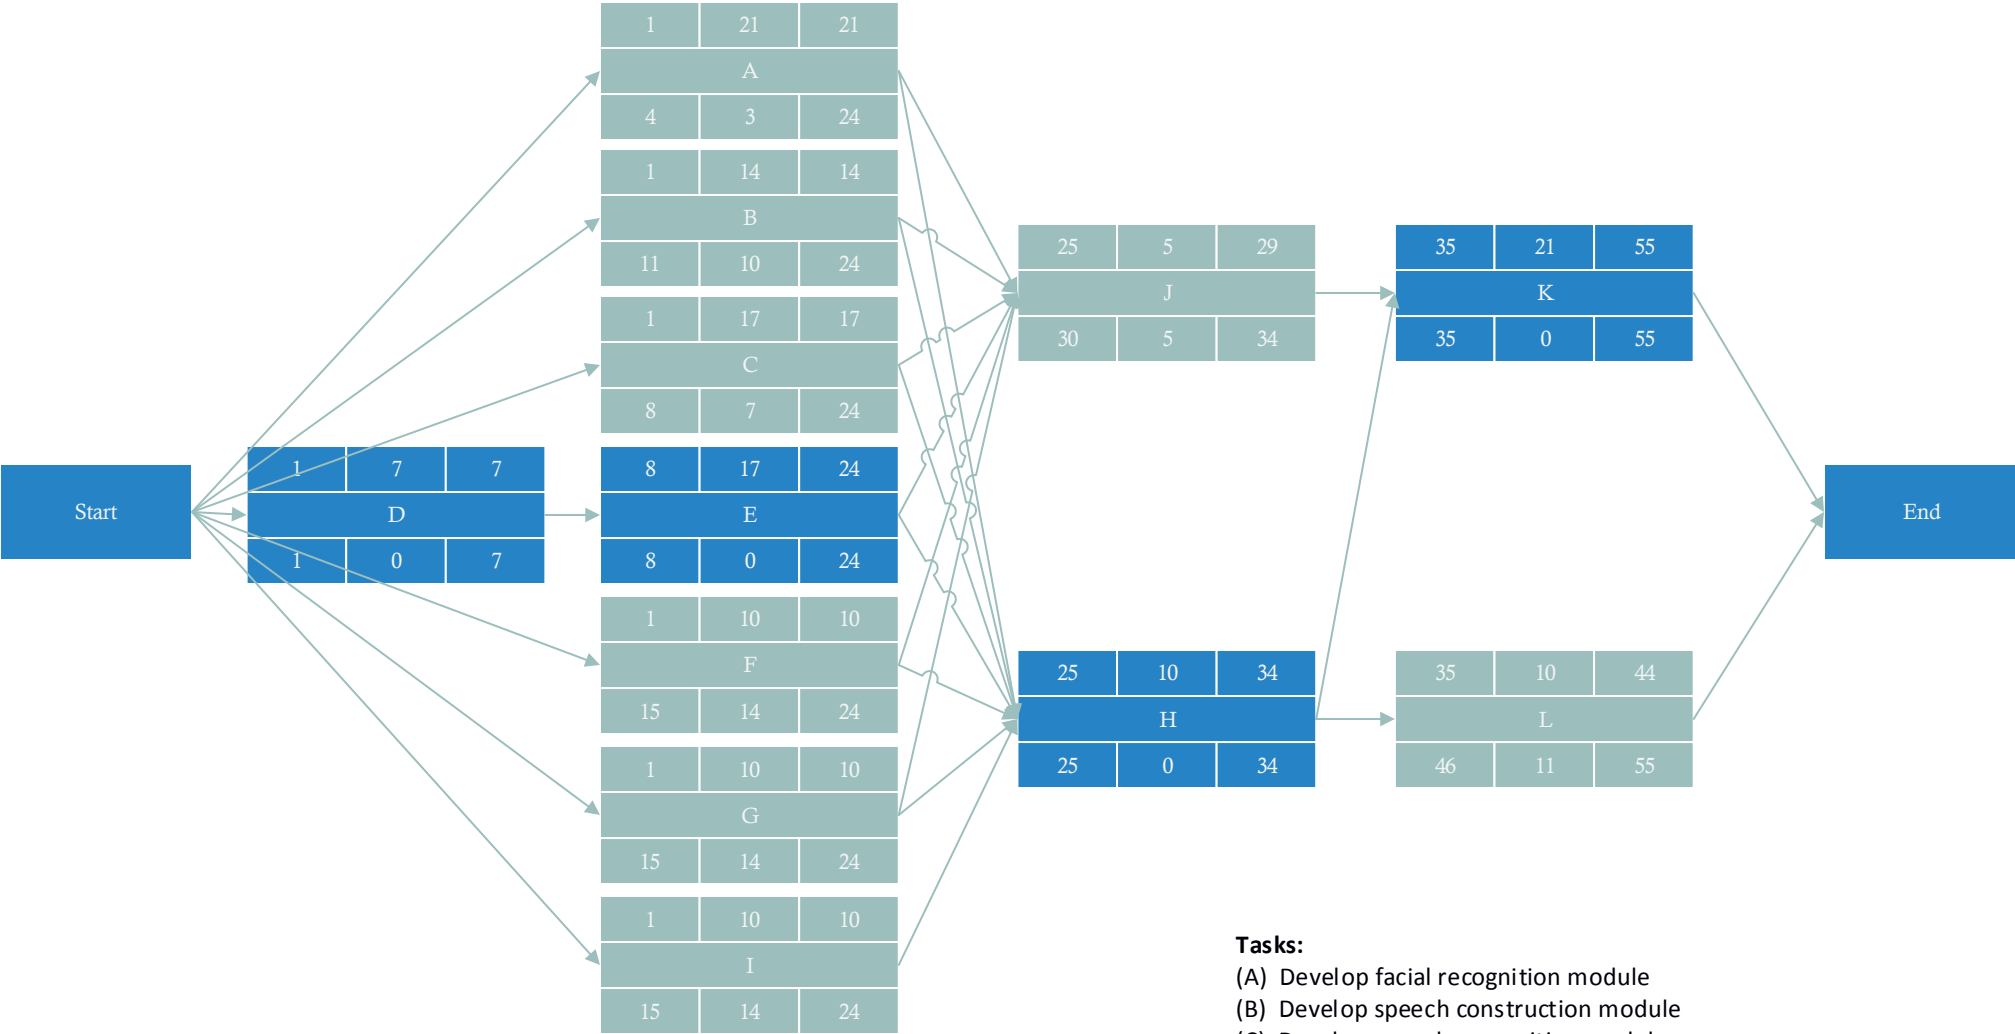 1 21 21
A
4 3 24
1 14 14
B
11 10 24
1 17 17
C
8 7 24
Start
1 7 7
D
1 0 7
8 17 24
E
8 0 24
1 10 10
F
15 14 24
1 10 10
G
15 14 24
1 10 10
I
15 14 24
25 5 29
J
30 5 34
25 10 34
H
25 0 34
35 21 55
K
35 0 55
35 10 44
L
46 11 55
End
Tasks:
(A) Develop facial recognition module
(B) Develop speech construction module